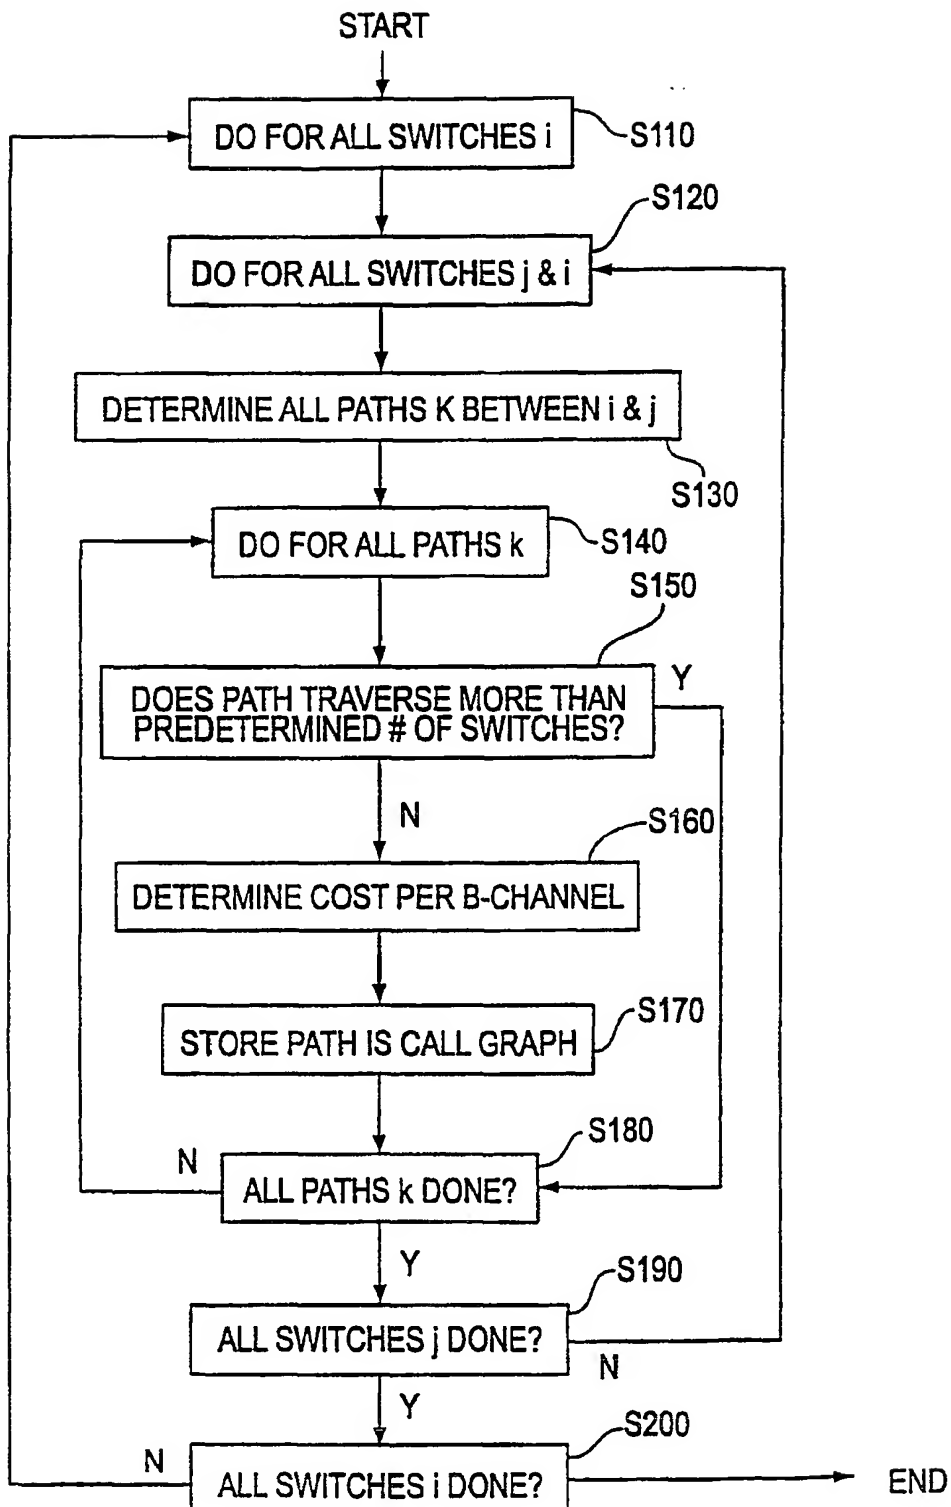 START
DO FOR ALL SWITCHES i
S110
S120
DO FOR ALL SWITCHES j & i
DETERMINE ALL PATHS K BETWEEN i & j
S130
DO FOR ALL PATHS k
S140
S150
DOES PATH TRAVERSE MORE THAN
PREDETERMINED # OF SWITCHES?
Y
N
S160
DETERMINE COST PER B-CHANNEL
S170
STORE PATH IS CALL GRAPH
S180
N
ALL PATHS k DONE?
Y
S190
ALL SWITCHES j DONE?
N
Y
S200
N
ALL SWITCHES i DONE?
END